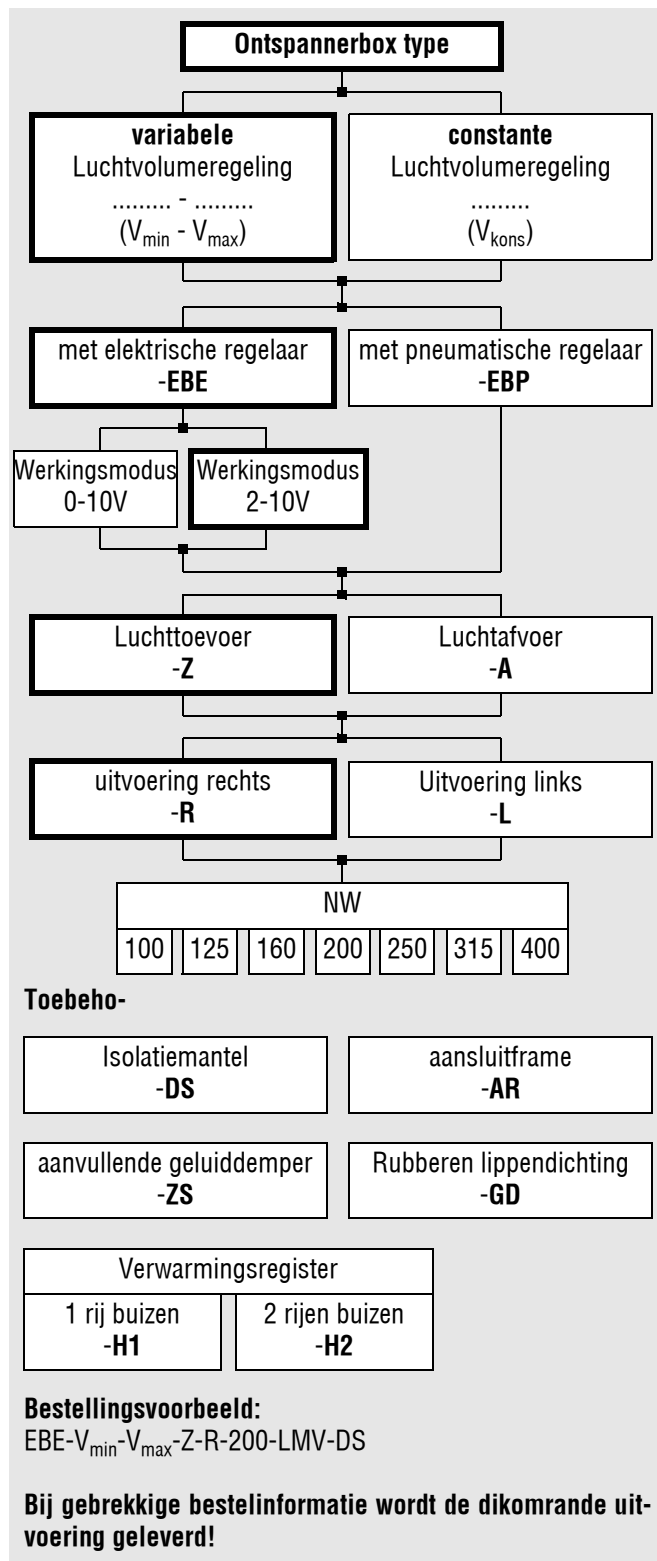 Ontspannerbox type
variabele
Luchtvolumeregeling
......... - .........
(Vmin - Vmax)
constante
Luchtvolumeregeling
.........
(Vkons)
met elektrische regelaar
-EBE
met pneumatische regelaar
-EBP
Werkingsmodus
0-10V
Werkingsmodus
2-10V
Luchttoevoer
-Z
Luchtafvoer
-A
uitvoering rechts
-R
Uitvoering links
-L
NW
100 125 160 200 250 315 400
Toebeho-
Isolatiemantel
-DS
aansluitframe
-AR
aanvullende geluiddemper
-ZS
Rubberen lippendichting
-GD
Verwarmingsregister
1 rij buizen
-H1
2 rijen buizen
-H2
Bestellingsvoorbeeld:
EBE-Vmin-Vmax-Z-R-200-LMV-DS
Bij gebrekkige bestelinformatie wordt de dikomrande uit-
voering geleverd!